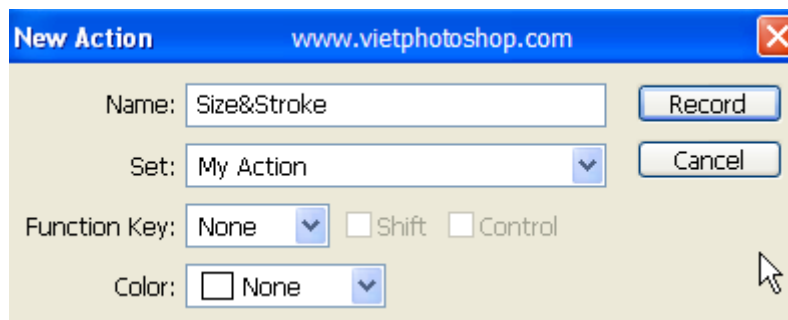 New Action www.vietphotoshop.com
Name: Size&Stroke Record
Set: My Action Cancel
Function Key: None Shift Control
Color: None